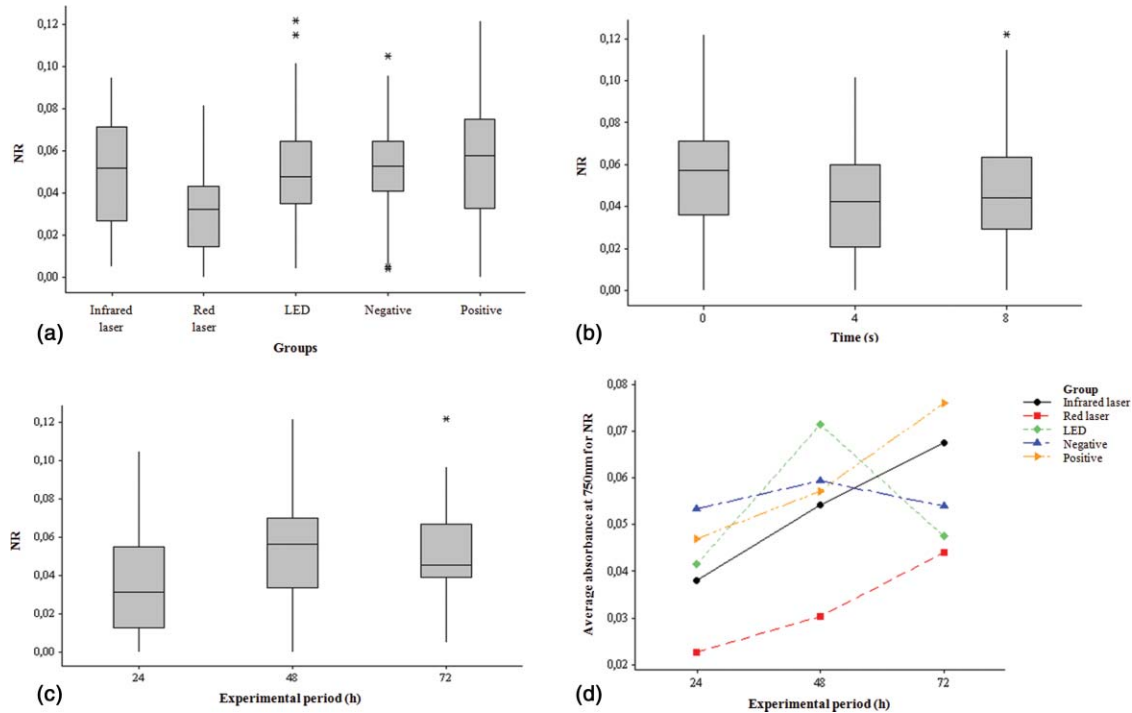 0,12
0,10
0,08
0,06
0,04
0,02
0,00
NR
Infrared
laser
Red
laser
LED
Negative
Positive
Groups
(a)
0,12
0,10
0,08
0,06
0,04
0,02
0,00
NR
0
4
8
Time (s)
(b)
0,12
0,10
0,08
0,06
0,04
0,02
0,00
NR
24
48
72
Experimental period (h)
(c)
0,08
0,07
0,06
0,05
0,04
0,03
0,02
Average absorbance at 750nm for NR
24
48
72
Experimental period (h)
(d)
Group
Infrared laser
Red laser
LED
Negative
Positive